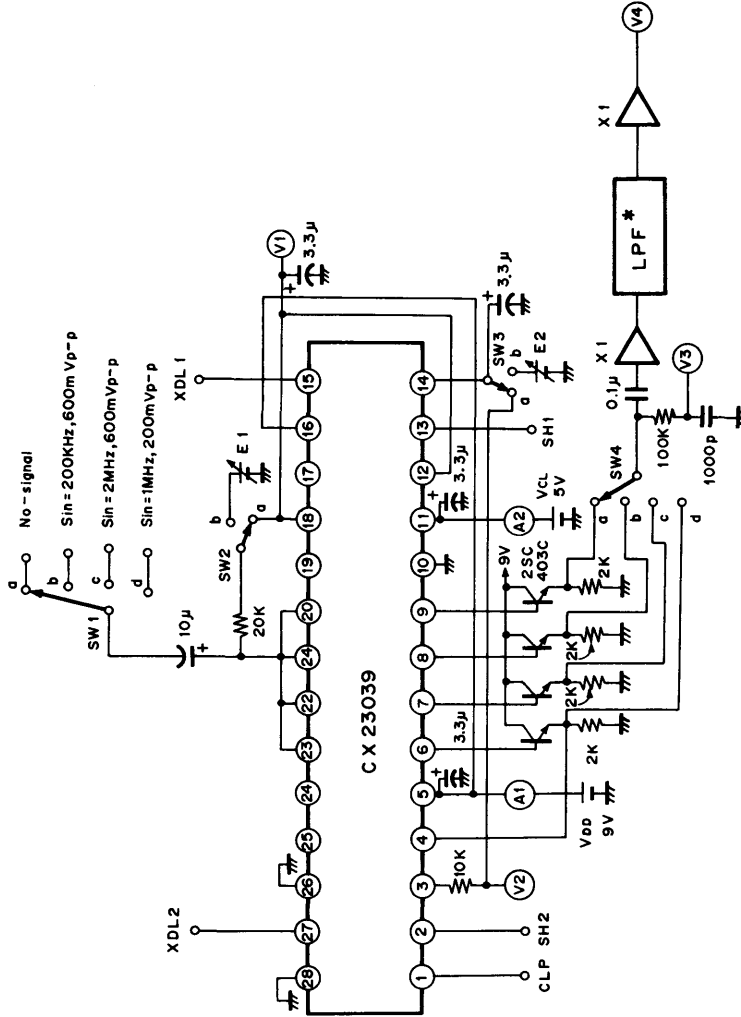 a No-signal
b Sin=200KHz,600mVp-p
c Sin=2MHz,600mVp-p
d Sin=1MHz,200mVp-p
SW1
10μ
+
XDL2
XDL1
20K
SW2
b
a
E1
V1
+
3.3μ
28
27
26
25
24
23
22
24
20
19
18
17
16
15
CX23039
1
2
3
4
5
6
7
8
9
10
11
12
13
14
CLP
SH2
10K
V2
+
3.3μ
A1
VDD
9V
9V
2SC
403C
2K
2K
2K
2K
+
3.3μ
A2
VCL
5V
SH1
+
3.3μ
SW3
a
b
E2
SW4
a
b
c
d
0.1μ
100K
1000p
V3
X1
LPF*
X1
V4